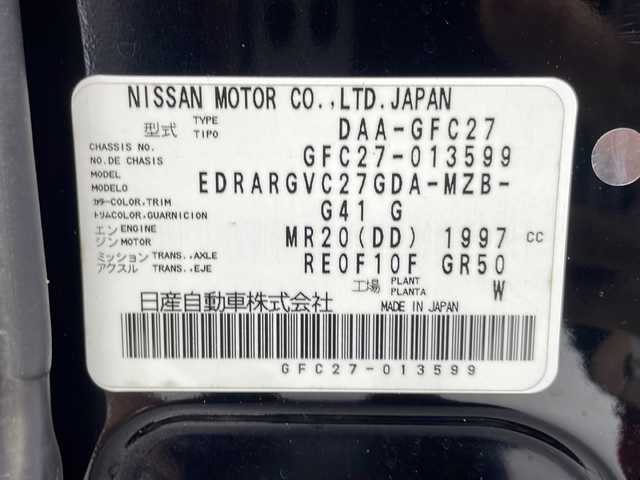 NISSAN MOTOR CO.,LTD.JAPAN
型式 TYPE TIPO DAA-GFC27
CHASSIS NO. NO.DE CHASIS GFC27-013599
MODEL MODELO EDRARGVC27GDA-MZB-
カラーCOLOR,TRIM トリムCOLOR,GUARNICION G41 G
エンジン ENGINE MOTOR MR20(DD) 1997 CC
ミッション TRANS.,AXLE アクスル TRANS.,EJE RE0F10F GR50
工場 PLANT PLANTA W
日産自動車株式会社 MADE IN JAPAN
GFC27-013599